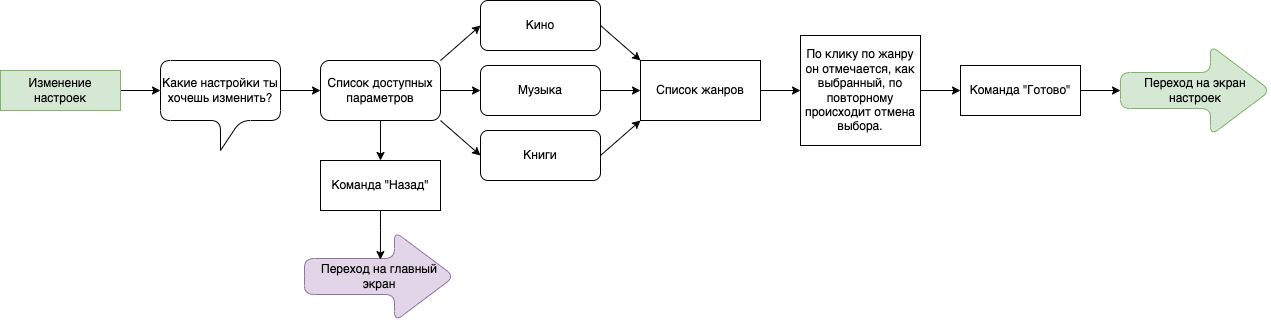 Изменение
настроек
Какие настройки ты
хочешь изменить?
Список доступных
параметров
Кино
Музыка
Книги
Список жанров
По клику по жанру
он отмечается, как
выбранный, по
повторному
происходит отмена
выбора.
Команда "Готово"
Переход на экран
настроек
Команда "Назад"
Переход на главный
экран